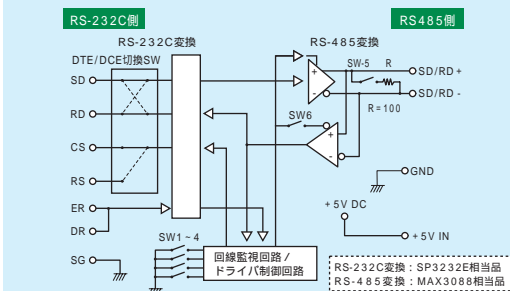 RS-232C側
RS485側
RS-232C変換
RS-485変換
DTE/DCE切換SW
SW-5 R
SD
+
SD/RD +
-
SD/RD -
RD
R=100
SW6
+
CS
-
GND
RS
+5V DC
ER
DR
SW1~4
+5V IN
回線監視回路/
ドライバ制御回路
SG
RS-232C変換:SP3232E相当品
RS-485変換:MAX3088相当品